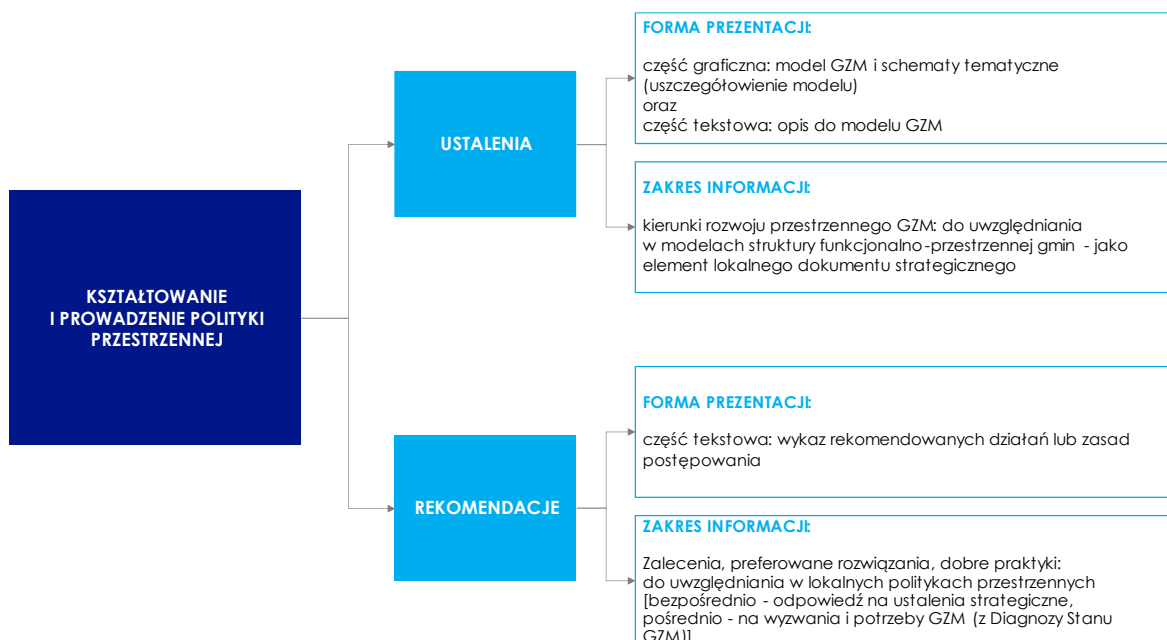 KSZTAŁTOWANIE
I PROWADZENIE POLITYKI
PRZESTRZENNEJ
USTALENIA
FORMA PREZENTACJI:
część graficzna: model GZM i schematy tematyczne
(uszczegółowienie modelu)
oraz
część tekstowa: opis do modelu GZM
ZAKRES INFORMACJI:
kierunki rozwoju przestrzennego GZM: do uwzględniania
w modelach struktury funkcjonalno-przestrzennej gmin - jako
element lokalnego dokumentu strategicznego
REKOMENDACJE
FORMA PREZENTACJI:
część tekstowa: wykaz rekomendowanych działań lub zasad
postępowania
ZAKRES INFORMACJI:
Zalecenia, preferowane rozwiązania, dobre praktyki:
do uwzględniania w lokalnych politykach przestrzennych
[bezpośrednio - odpowiedź na ustalenia strategiczne,
pośrednio - na wyzwania i potrzeby GZM (z Diagnozy Stanu
GZM)]